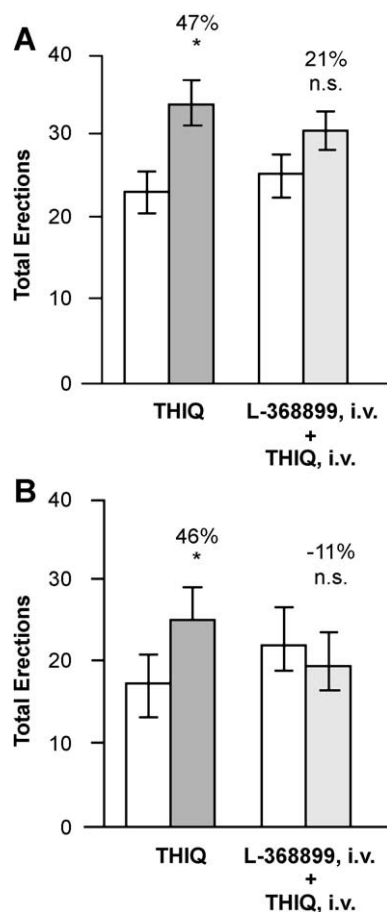 A
47%
*
21%
n.s.
40
30
20
10
0
Total Erections
THIQ
L-368899, i.v.
+
THIQ, i.v.
B
46%
*
-11%
n.s.
40
30
20
10
0
Total Erections
THIQ
L-368899, i.v.
+
THIQ, i.v.